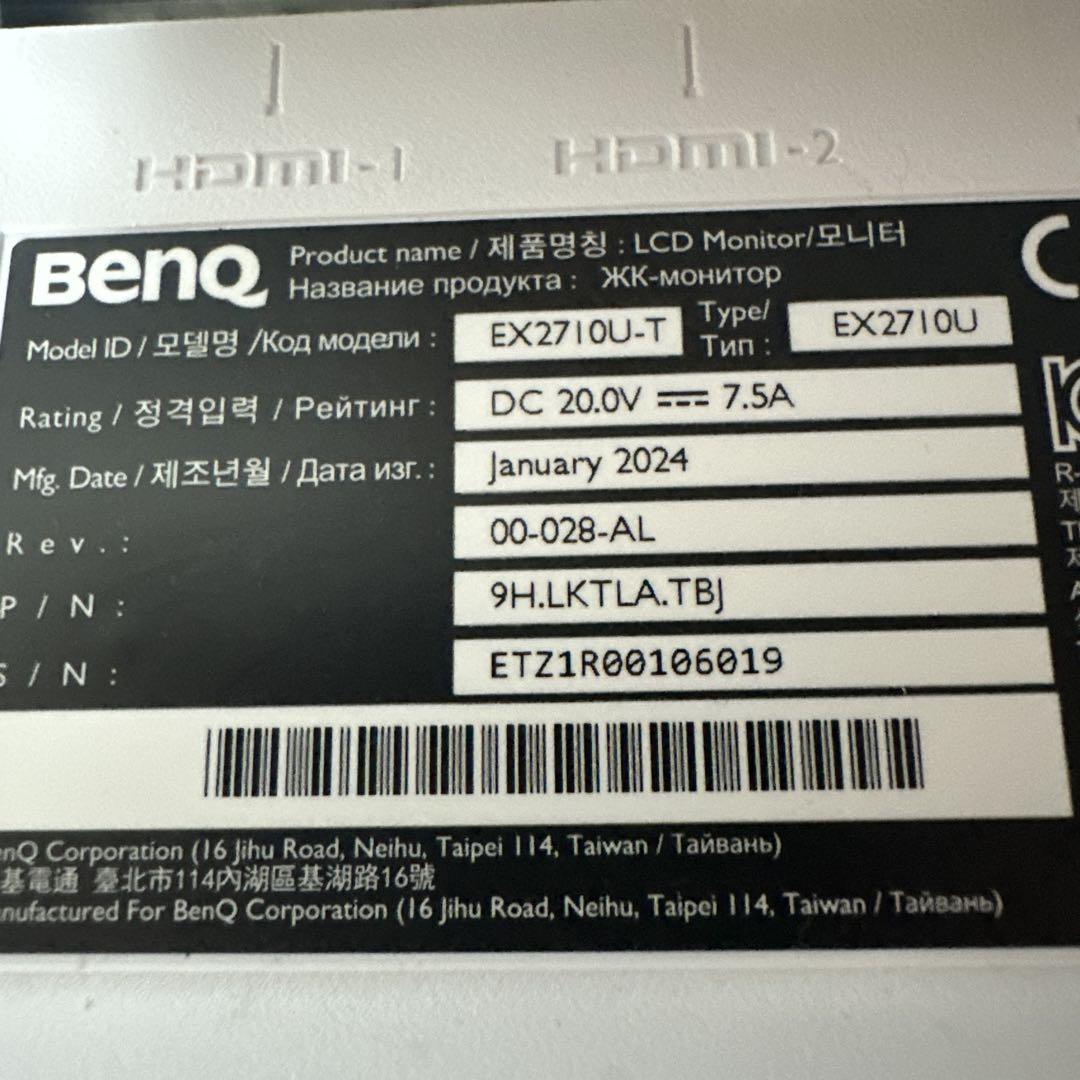 HDMI-1 HDMI-2
BenQ
Product name / 제품명칭 : LCD Monitor/모니터
Название продукта : ЖК-монитор
Model ID / 모델명 /Код модели : EX2710U-T Type/ Тип : EX2710U
Rating / 정격입력 / Рейтинг : DC 20.0V ⎓ 7.5A
Mfg. Date / 제조년월 / Дата изг. : January 2024
Rev. : 00-028-AL
P/N : 9H.LKTLA.TBJ
S/N : ETZ1R00106019
enQ Corporation (16 Jihu Road, Neihu, Taipei 114, Taiwan / Тайвань)
基電通 臺北市114內湖區基湖路16號
nufactured For BenQ Corporation (16 Jihu Road, Neihu, Taipei 114, Taiwan / Тайвань)